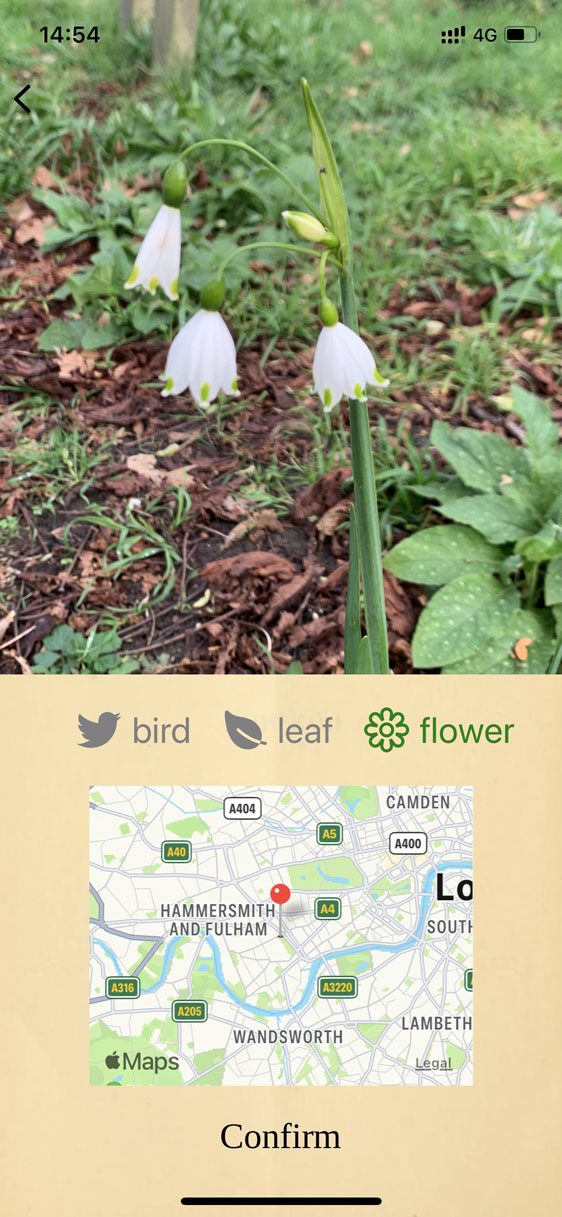 14:54 4G
bird leaf flower
A404 CAMDEN
A5
A400
A40
Lo
HAMMERSMITH
AND FULHAM
A4
SOUTH
A316
A3220
A205
WANDSWORTH
LAMBETH
Maps
Legal
Confirm